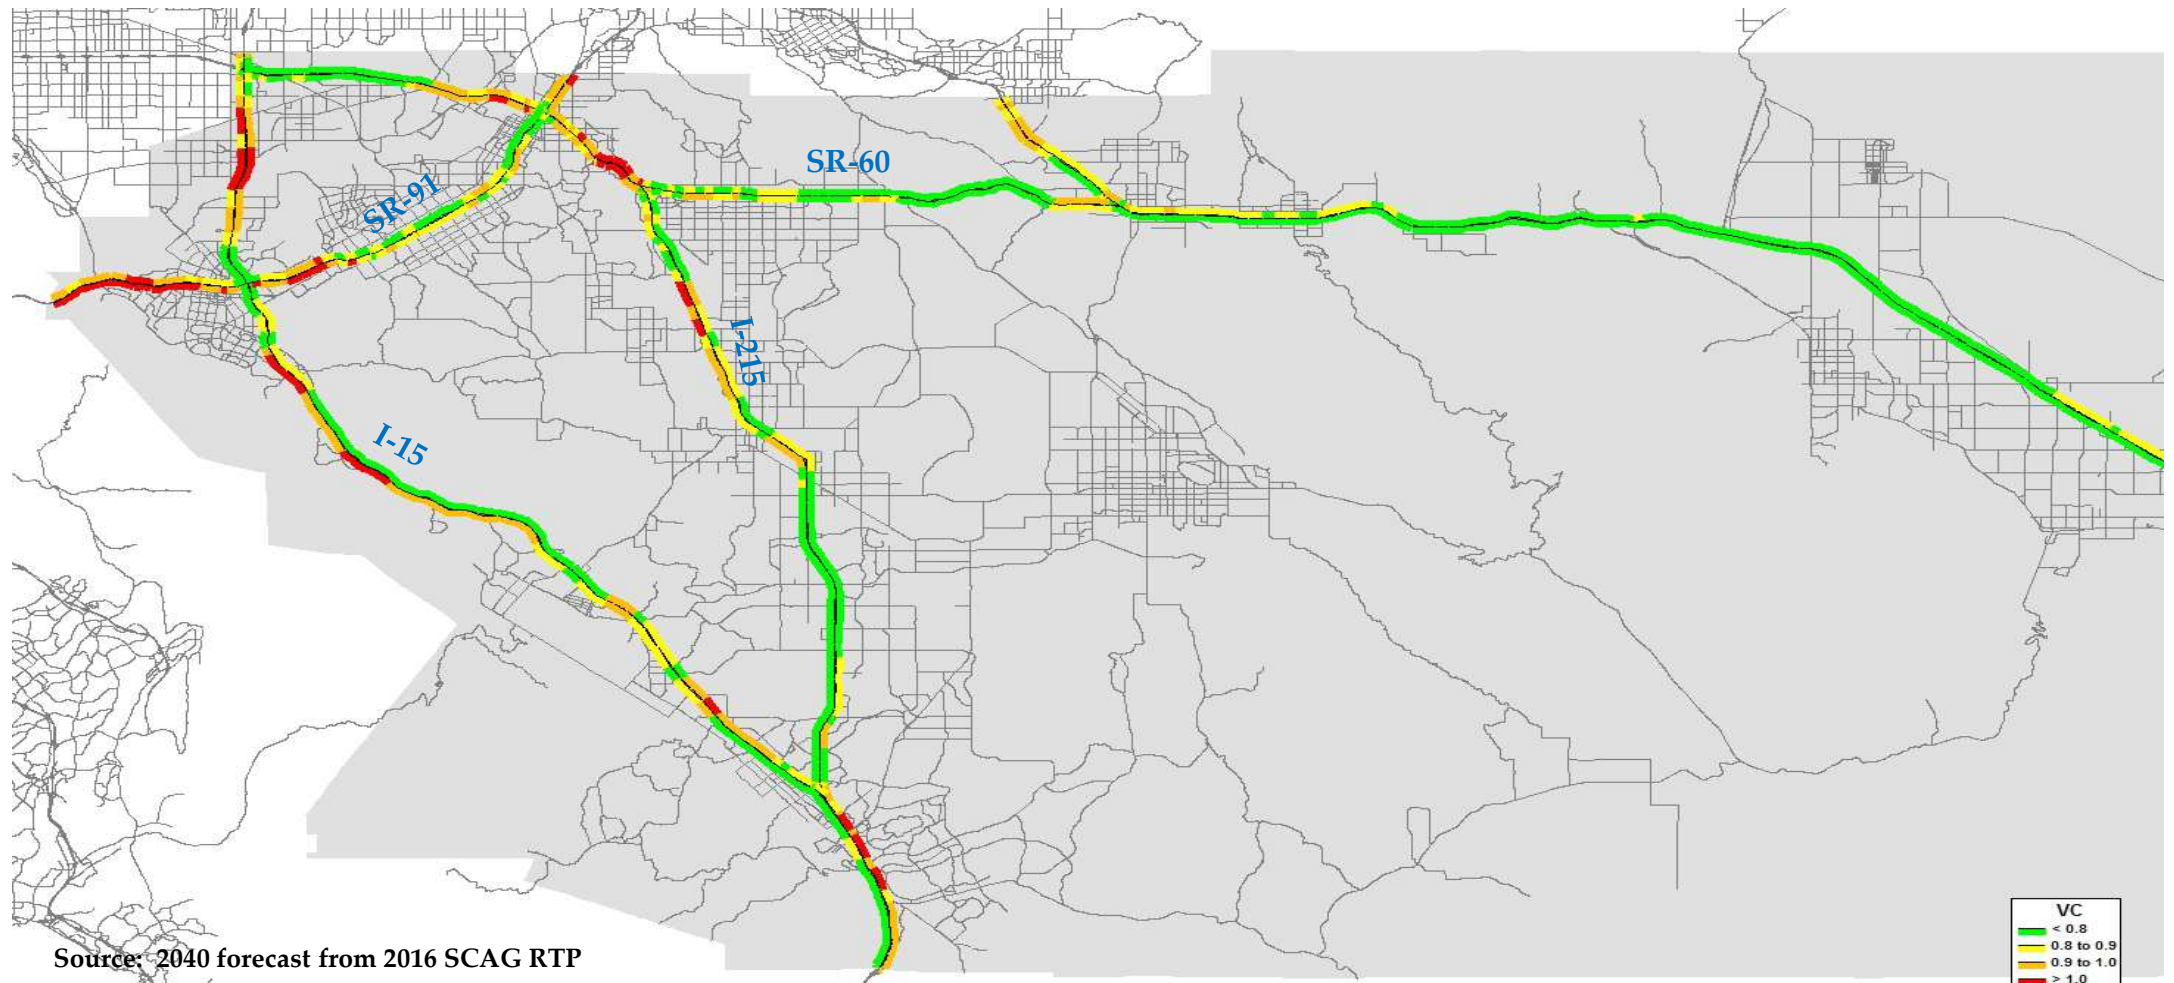 SR-60
SR-91
I-215
I-15
Source: 2040 forecast from 2016 SCAG RTP
VC
< 0.8
0.8 to 0.9
0.9 to 1.0
> 1.0